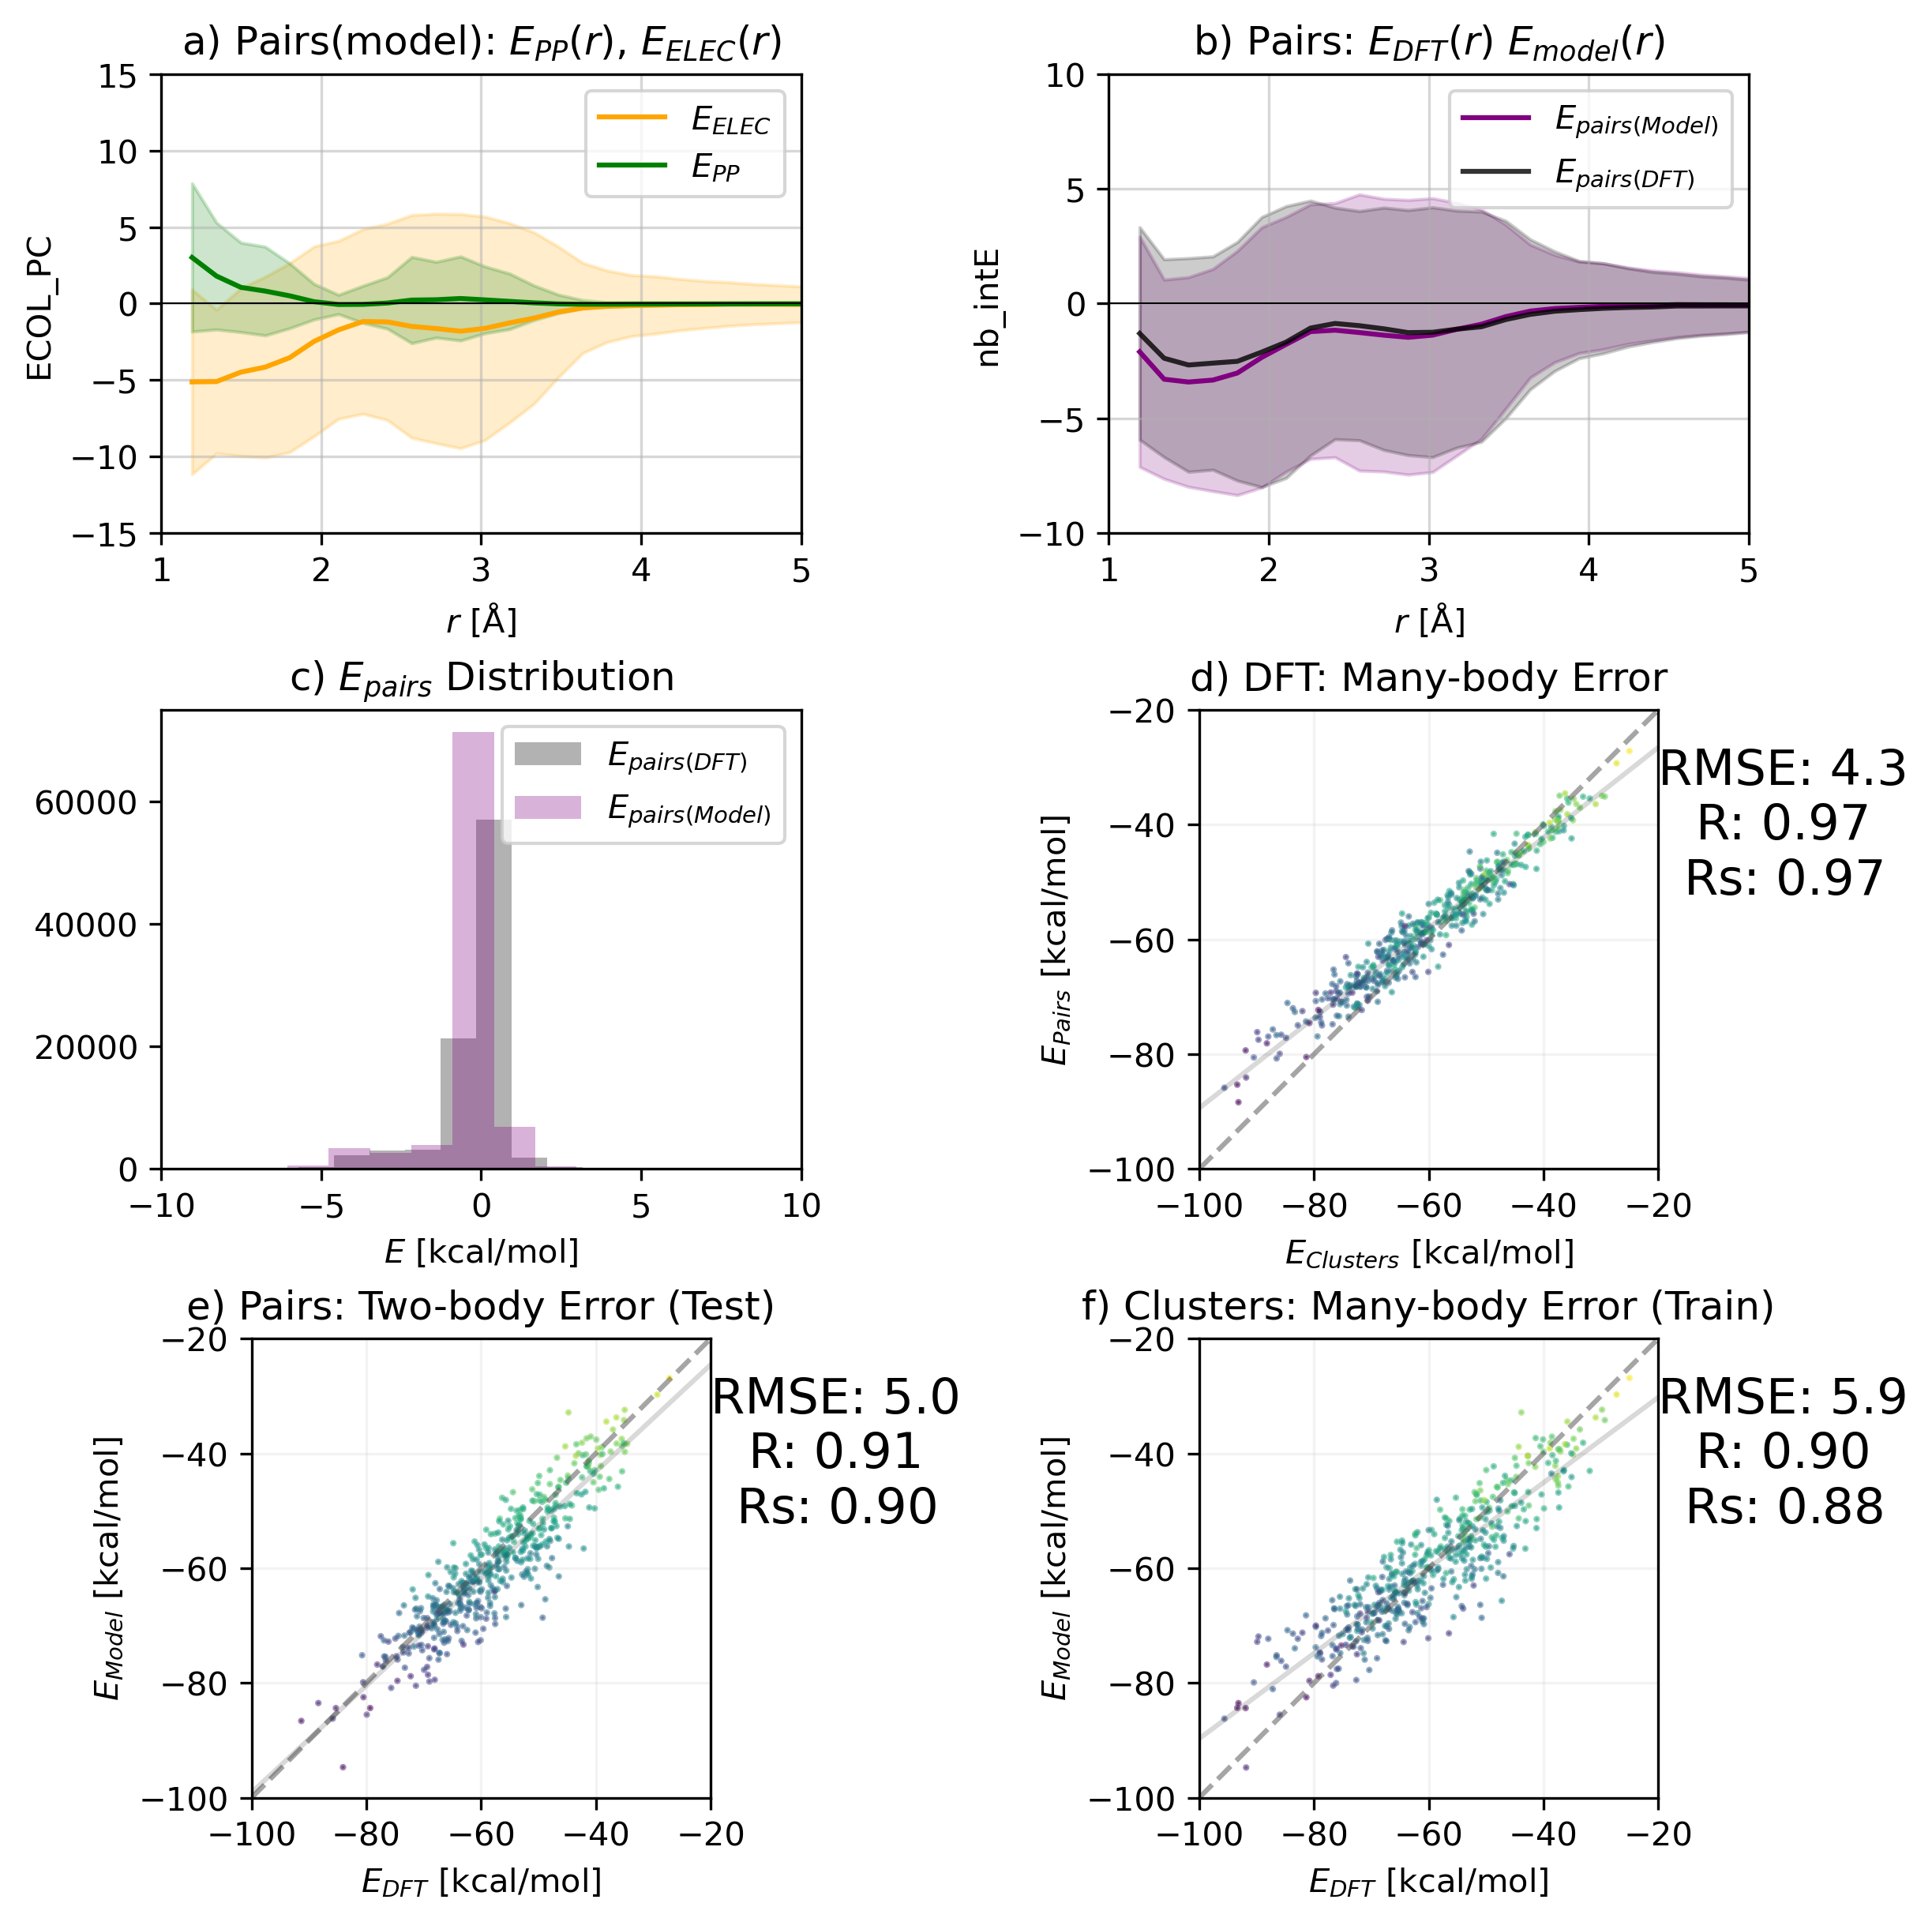 a) Pairs(model): E_PP(r), E_ELEC(r)
15
10
5
0
−5
−10
−15
ECOL_PC
E_ELEC
E_PP
1 2 3 4 5
r [Å]
b) Pairs: E_DFT(r) E_model(r)
10
5
0
−5
−10
nb_intE
E_pairs(Model)
E_pairs(DFT)
1 2 3 4 5
r [Å]
c) E_pairs Distribution
60000
40000
20000
0
E_pairs(DFT)
E_pairs(Model)
−10 −5 0 5 10
E [kcal/mol]
d) DFT: Many-body Error
−20
−40
−60
−80
−100
E_Pairs [kcal/mol]
RMSE: 4.3
R: 0.97
Rs: 0.97
−100 −80 −60 −40 −20
E_Clusters [kcal/mol]
e) Pairs: Two-body Error (Test)
−20
−40
−60
−80
−100
E_Model [kcal/mol]
RMSE: 5.0
R: 0.91
Rs: 0.90
−100 −80 −60 −40 −20
E_DFT [kcal/mol]
f) Clusters: Many-body Error (Train)
−20
−40
−60
−80
−100
E_Model [kcal/mol]
RMSE: 5.9
R: 0.90
Rs: 0.88
−100 −80 −60 −40 −20
E_DFT [kcal/mol]